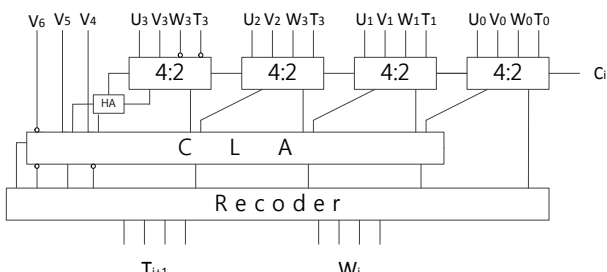 V₆ V₅ V₄ U₃ V₃ W₃ T₃ U₂ V₂ W₃ T₃ U₁ V₁ W₁ T₁ U₀ V₀ W₀ T₀
4:2 4:2 4:2 4:2 Cᵢ
HA
C L A
Recoder
Tᵢ₊₁ Wᵢ